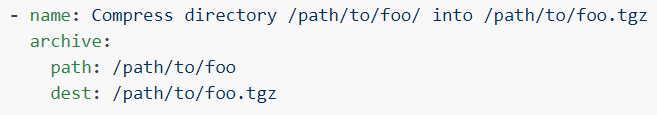 - name: Compress directory /path/to/foo/ into /path/to/foo.tgz
  archive:
    path: /path/to/foo
    dest: /path/to/foo.tgz